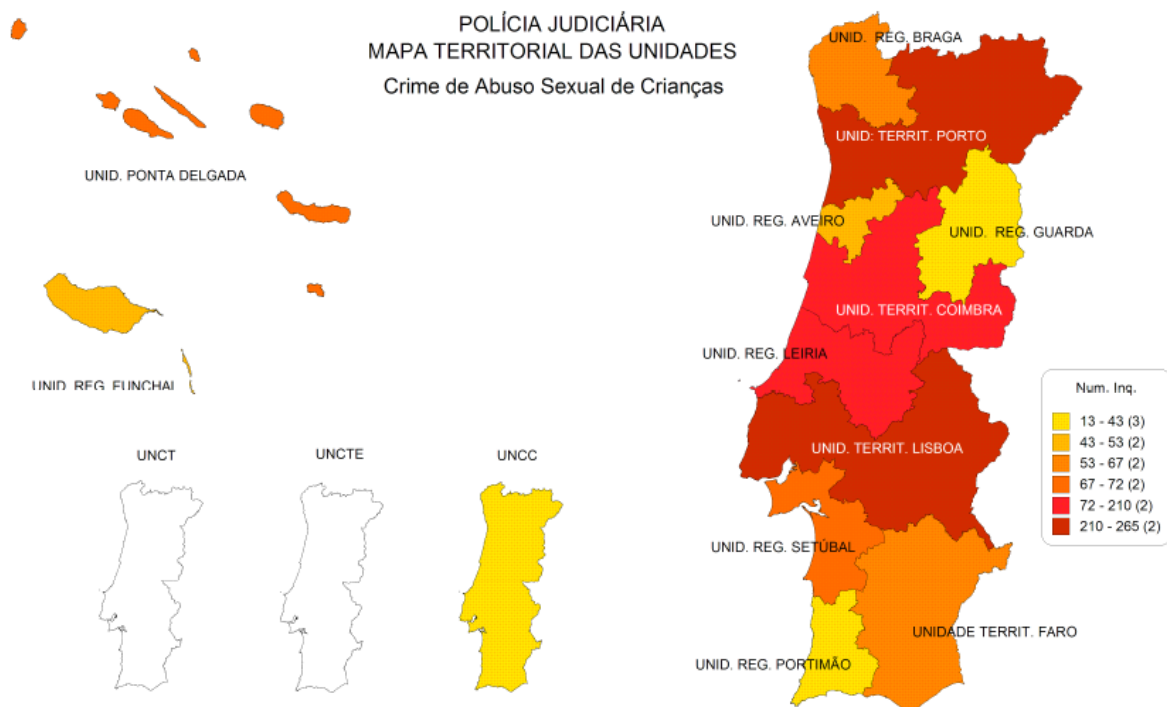 POLÍCIA JUDICIÁRIA
MAPA TERRITORIAL DAS UNIDADES
Crime de Abuso Sexual de Crianças
UNID. REG. BRAGA
UNID: TERRIT. PORTO
UNID. PONTA DELGADA
UNID. REG. AVEIRO
UNID. REG. GUARDA
UNID. TERRIT. COIMBRA
UNID. REG. LEIRIA
UNID. REG. FUNCHAL
Num. Inq.
13 - 43 (3)
43 - 53 (2)
53 - 67 (2)
67 - 72 (2)
72 - 210 (2)
210 - 265 (2)
UNID. TERRIT. LISBOA
UNCT
UNCTE
UNCC
UNID. REG. SETÚBAL
UNIDADE TERRIT. FARO
UNID. REG. PORTIMÃO